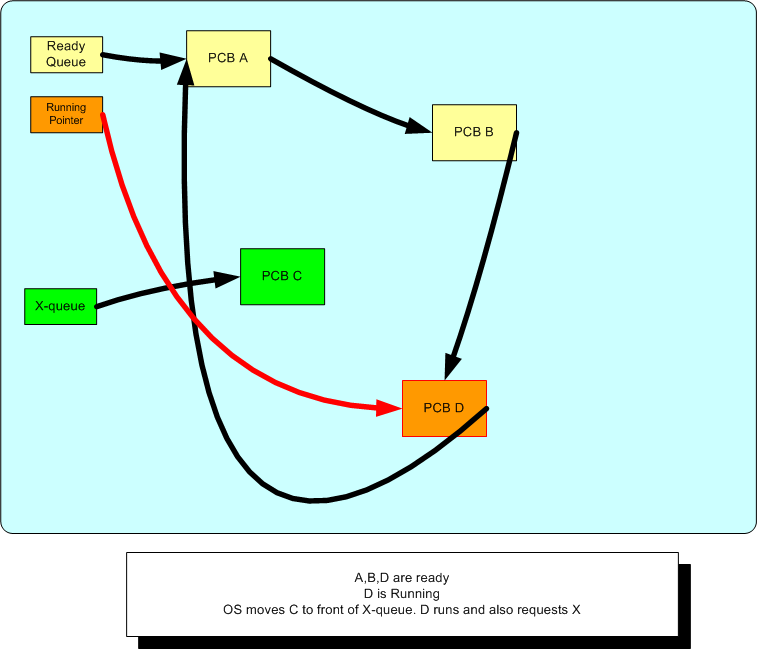 Ready
Queue
PCB A
Running
Pointer
PCB B
PCB C
X-queue
PCB D
A,B,D are ready
D is Running
OS moves C to front of X-queue. D runs and also requests X